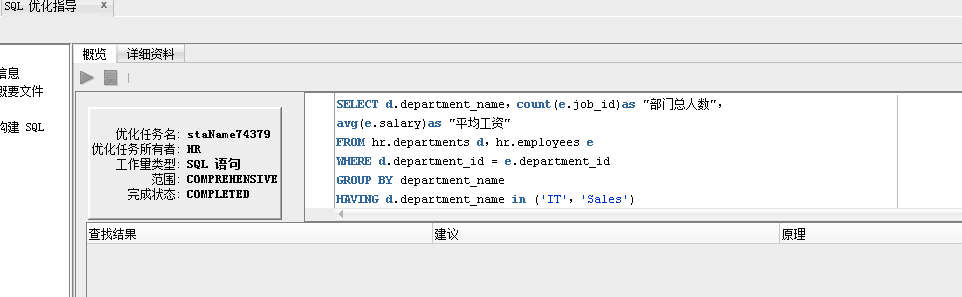 SQL 优化指导 x
概览 详细资料
信息
概要文件
构建 SQL
优化任务名: staName74379
优化任务所有者: HR
工作量类型: SQL 语句
范围: COMPREHENSIVE
完成状态: COMPLETED
SELECT d.department_name，count(e.job_id)as "部门总人数"，
avg(e.salary)as "平均工资"
FROM hr.departments d，hr.employees e
WHERE d.department_id = e.department_id
GROUP BY department_name
HAVING d.department_name in ('IT'，'Sales')
查找结果 建议 原理